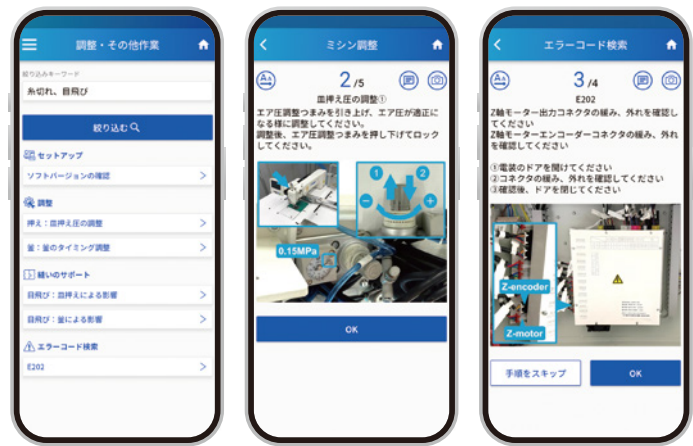 調整・その他作業
絞り込みキーワード
糸切れ、目飛び
絞り込む
セットアップ
ソフトバージョンの確認
調整
押え：皿押え圧の調整
釜：釜のタイミング調整
縫いのサポート
目飛び：皿押えによる影響
目飛び：釜による影響
エラーコード検索
E202
ミシン調整
2/5
皿押え圧の調整①
エア圧調整つまみを引き上げ、エア圧が適正に
なる様に調整してください。
調整後、エア圧調整つまみを押し下げてロック
してください。
1
2
0.15MPa
OK
エラーコード検索
3/4
E202
Z軸モーター出力コネクタの緩み、外れを確認し
てください
Z軸モーターエンコーダーコネクタの緩み、外れ
を確認してください
①電装のドアを開けてください
②コネクタの緩み、外れを確認してください
③確認後、ドアを閉じてください
Z-encoder
Z-motor
手順をスキップ
OK